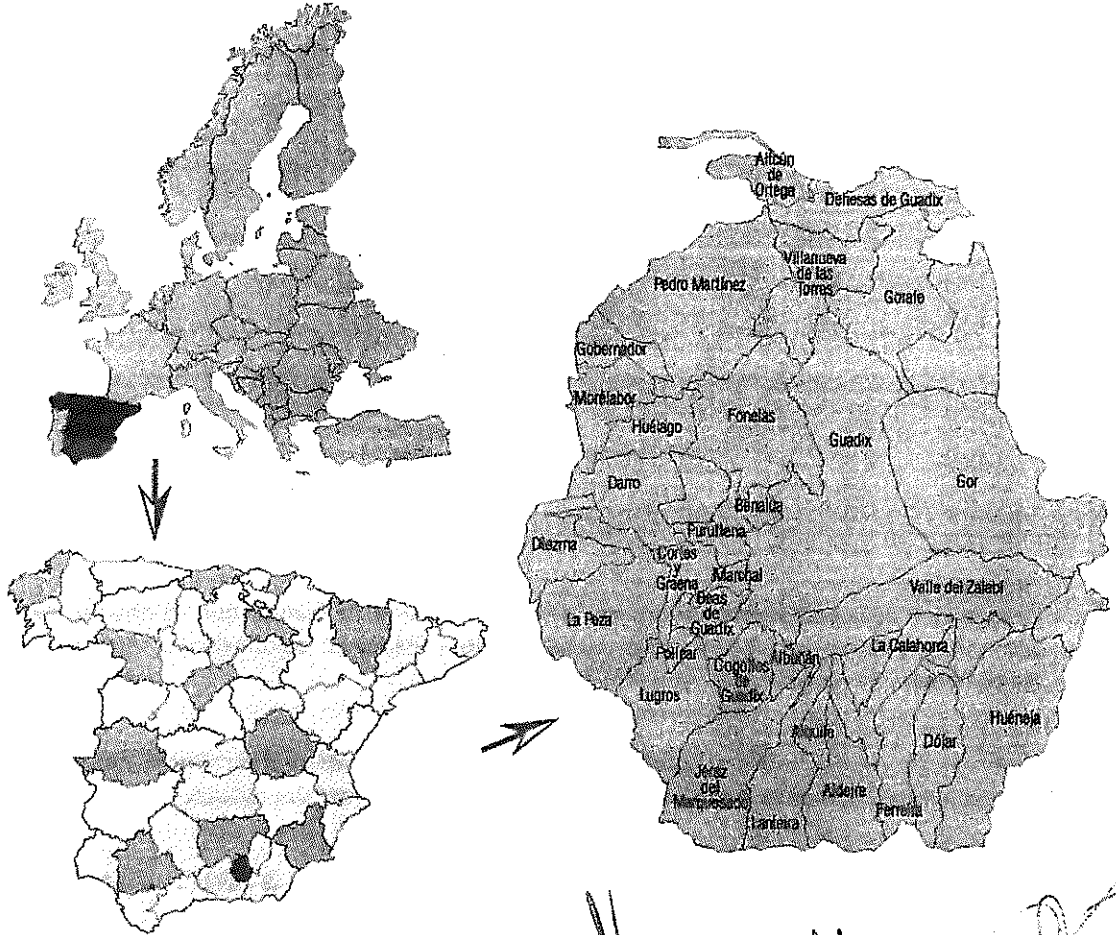 Alicún
de
Ortega
Dehesas de Guadix
Villanueva
de las
Torres
Pedro Martínez
Gorafe
Gobernador
Morelabor
Fonelas
Huélago
Guadix
Darro
Gor
Benalúa
Purullena
Diezma
Cortes
y
Graena
Marchal
Valle del Zalabí
Beas
de
Guadix
La Peza
Polícar
Albuñán
La Calahorra
Cogollos
de
Guadix
Lugros
Huéneja
Alquife
Dólar
Jérez
del
Marquesado
Aldeire
Ferreira
Lanteira